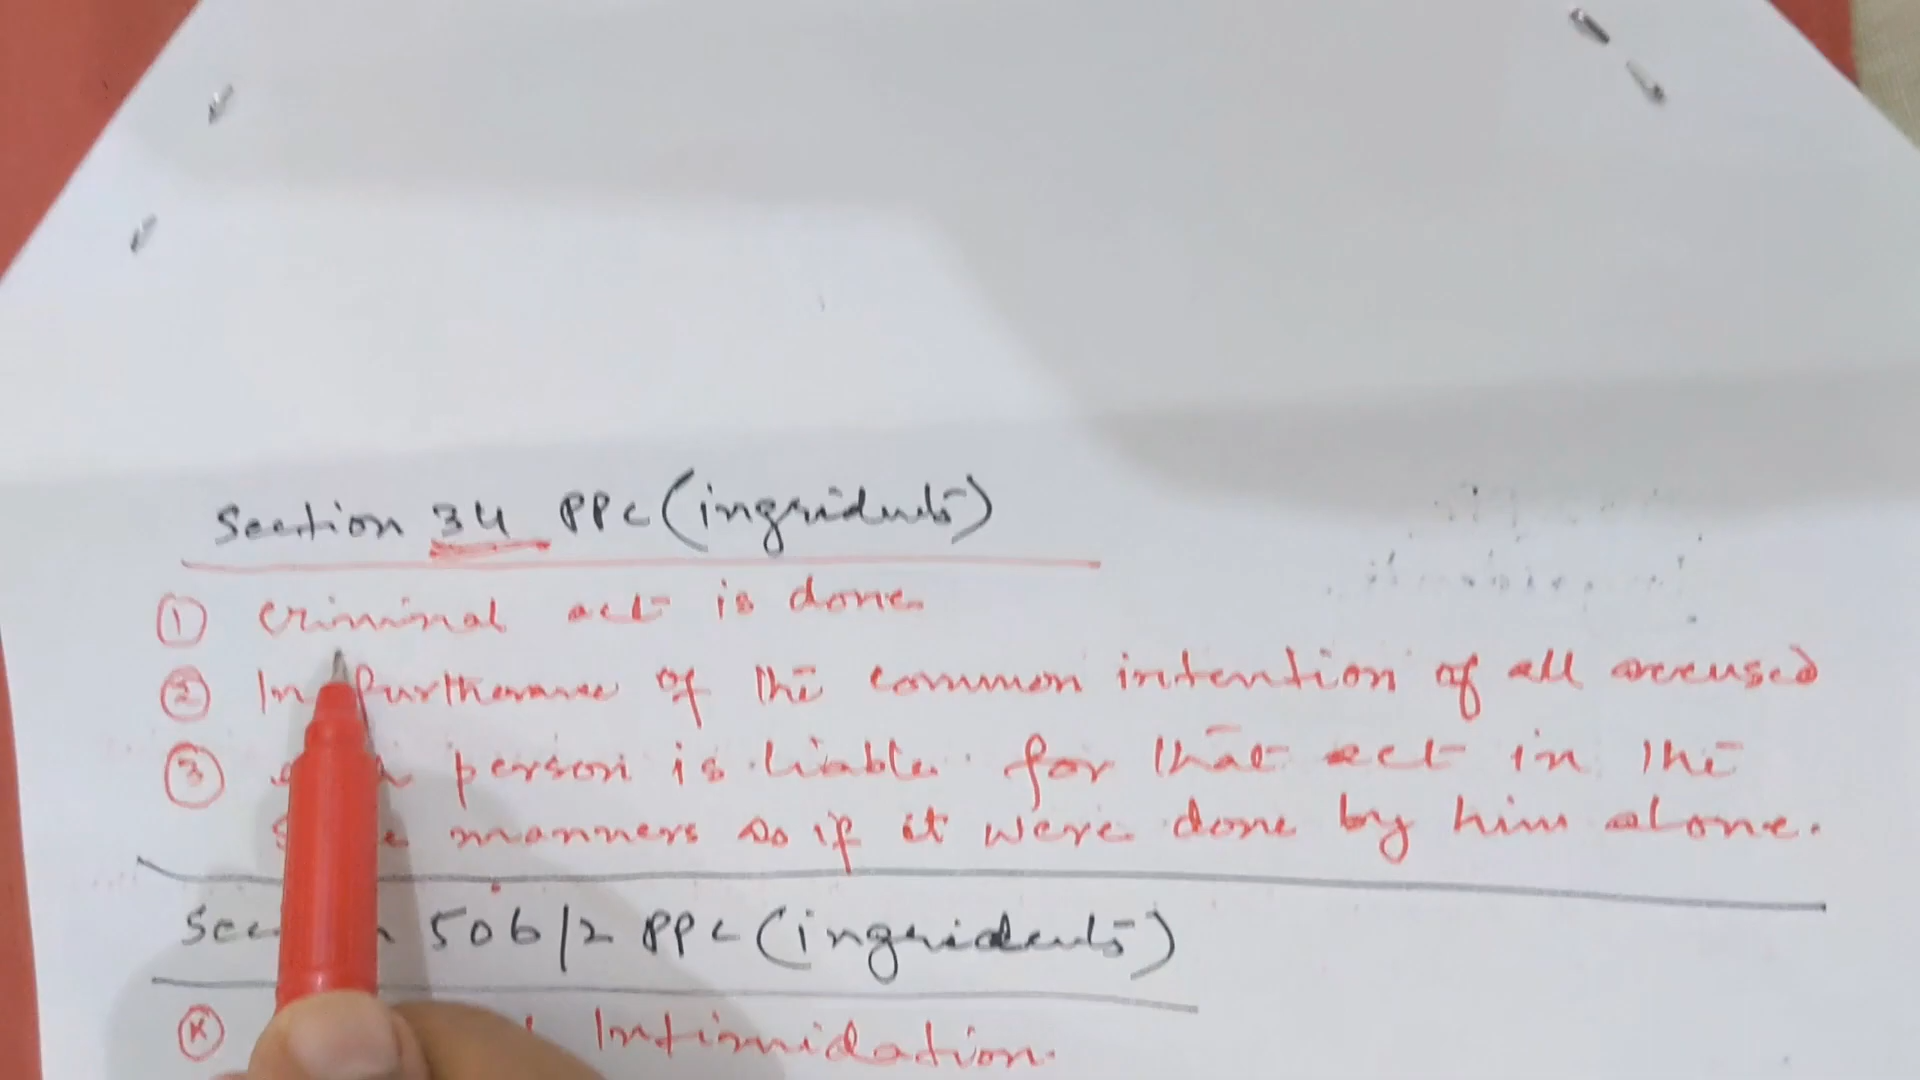 Section 34 PPC (ingridents)
① criminal act is done
② In furtherance of the common intention of all accused
③ person is liable for that act in the
manners so if it were done by him alone.
506/2 PPC (ingridents)
Intimidation.